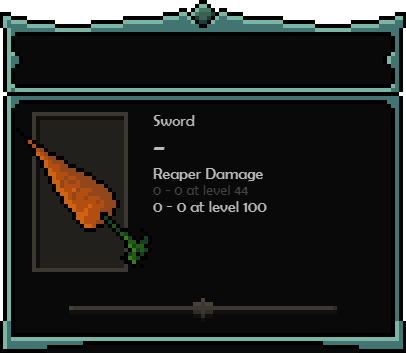 Sword
–
Reaper Damage
0 - 0 at level 44
0 - 0 at level 100